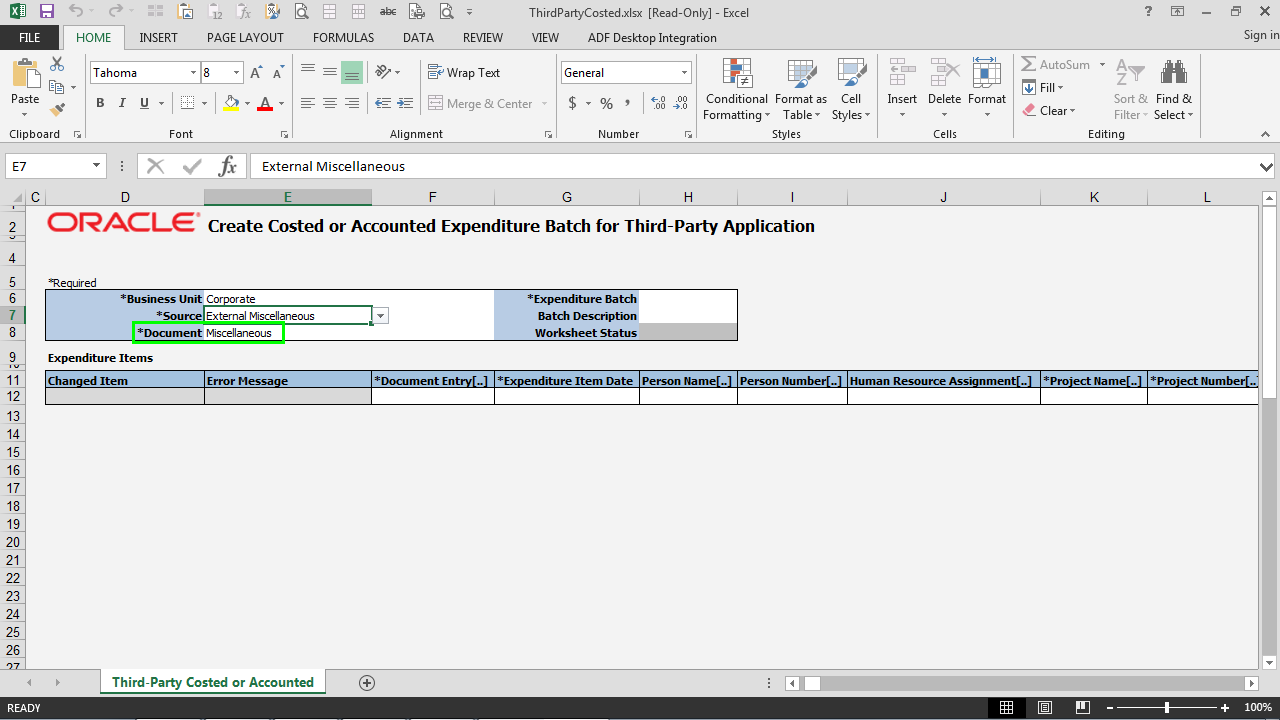 ThirdPartyCosted.xlsx [Read-Only] - Excel
FILE HOME INSERT PAGE LAYOUT FORMULAS DATA REVIEW VIEW ADF Desktop Integration Sign in
Paste
Tahoma 8
B I U A
Wrap Text
Merge & Center
General
$ % ,
Conditional Formatting
Format as Table
Cell Styles
Insert Delete Format
AutoSum
Fill
Clear
Sort & Filter
Find & Select
Clipboard Font Alignment Number Styles Cells Editing
E7 fx External Miscellaneous
C D E F G H I J K L
2 ORACLE Create Costed or Accounted Expenditure Batch for Third-Party Application
4
5 *Required
6 *Business Unit Corporate *Expenditure Batch
7 *Source External Miscellaneous Batch Description
8 *Document Miscellaneous Worksheet Status
9 Expenditure Items
11 Changed Item Error Message *Document Entry[..] *Expenditure Item Date Person Name[..] Person Number[..] Human Resource Assignment[..] *Project Name[..] *Project Number[..]
12
13
14
15
16
17
18
19
20
21
22
23
24
25
26
27
Third-Party Costed or Accounted
READY 100%